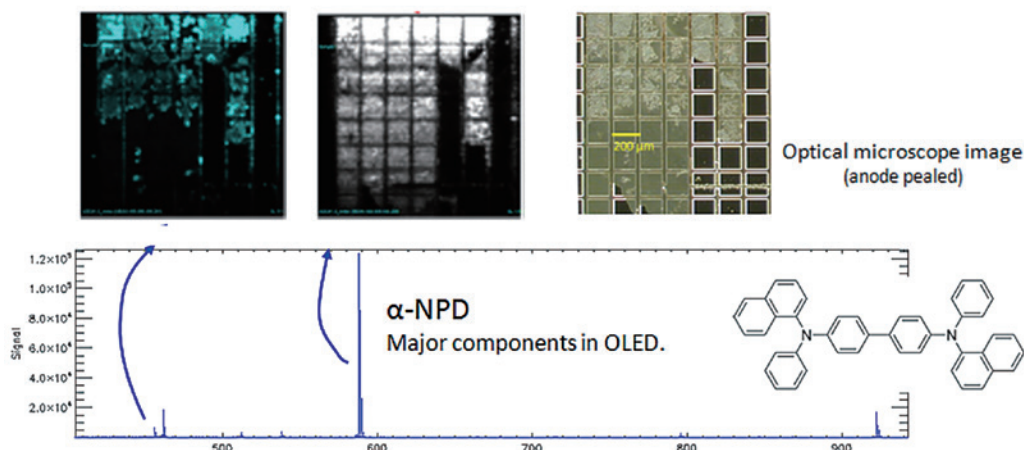 200 μm
Optical microscope image
(anode pealed)
1.2×10⁵
1.0×10⁵
8.0×10⁴
6.0×10⁴
4.0×10⁴
2.0×10⁴
Signal
α-NPD
Major components in OLED.
N
N
500
600
700
800
900